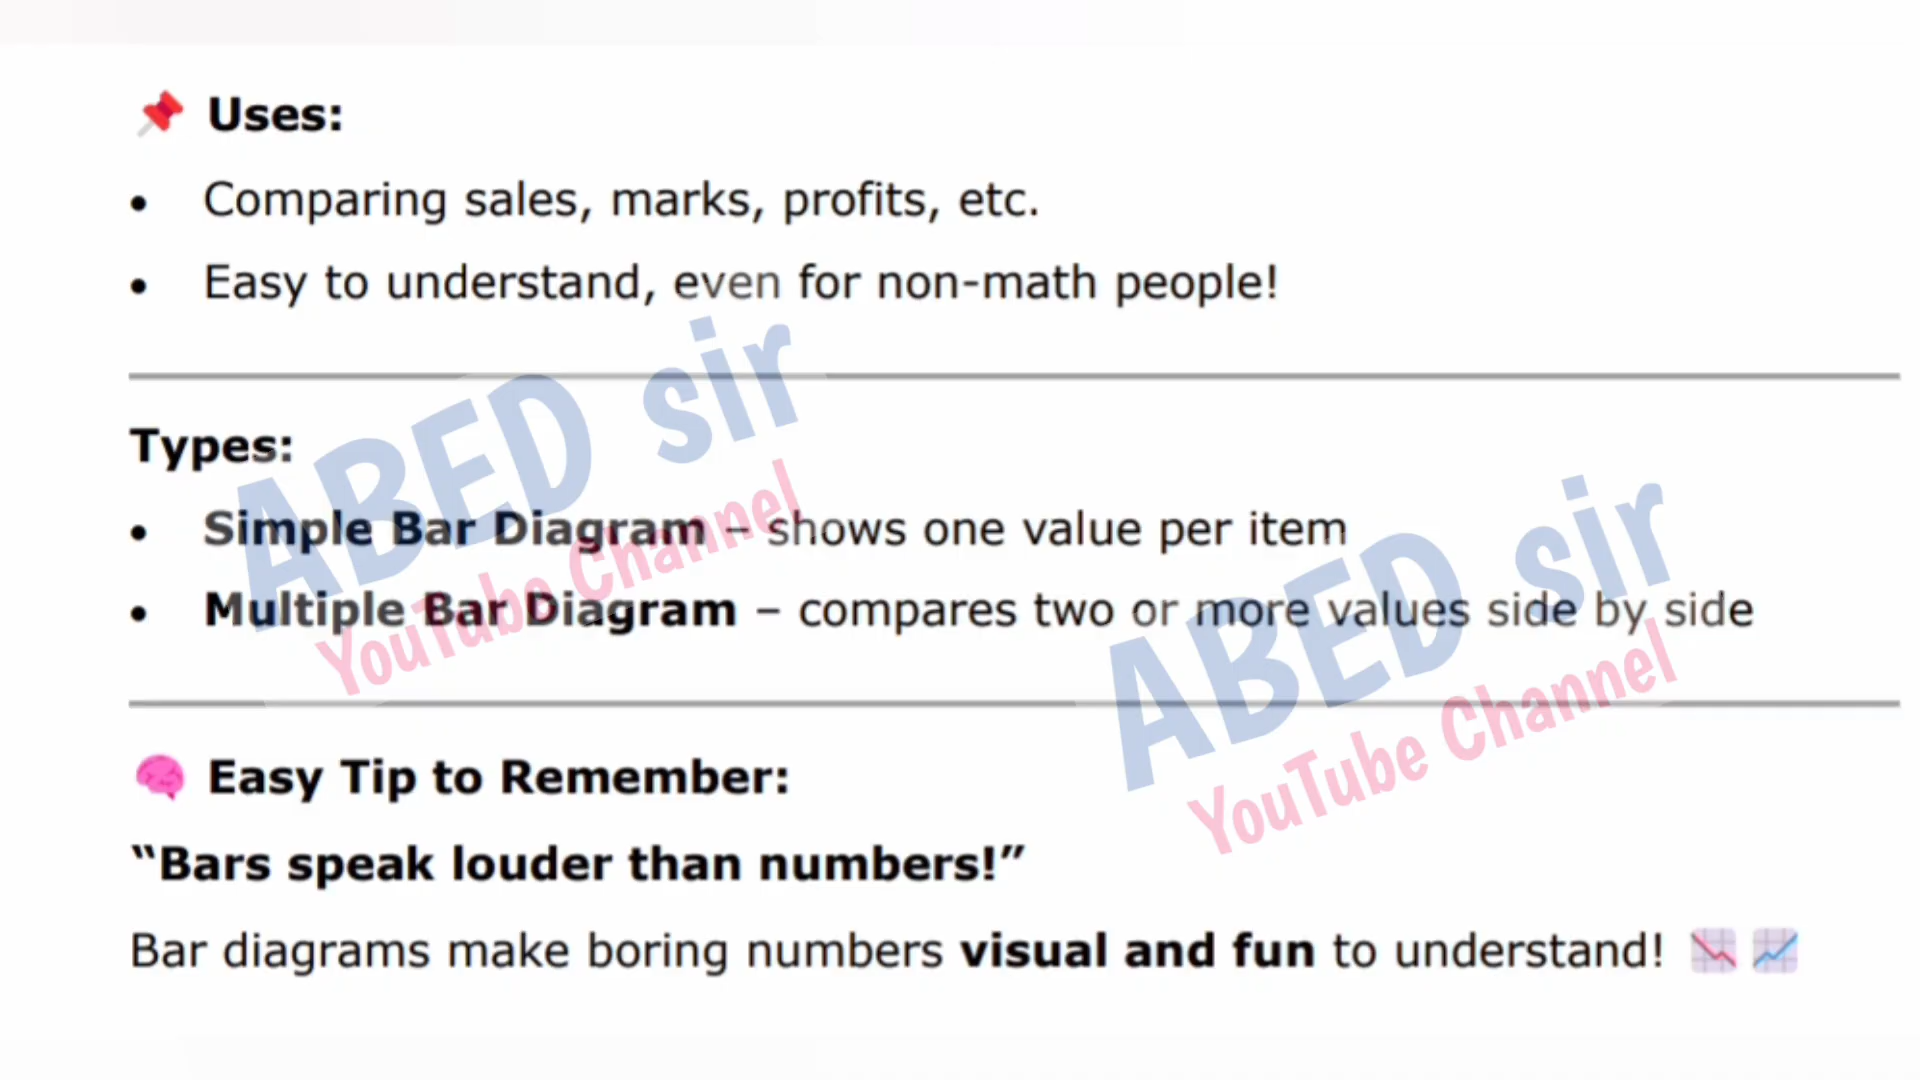 📌 Uses:
• Comparing sales, marks, profits, etc.
• Easy to understand, even for non-math people!
Types:
• Simple Bar Diagram – shows one value per item
• Multiple Bar Diagram – compares two or more values side by side
🧠 Easy Tip to Remember:
“Bars speak louder than numbers!”
Bar diagrams make boring numbers visual and fun to understand! 📉 📈
ABED sir
YouTube Channel
ABED sir
YouTube Channel